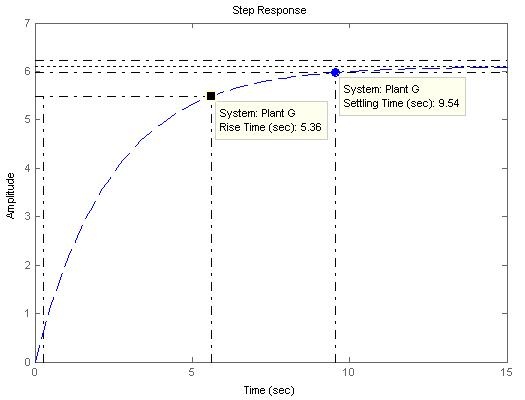 Step Response
7
6
5
4
3
2
1
0
Amplitude
System: Plant G
Rise Time (sec): 5.36
System: Plant G
Settling Time (sec): 9.54
0
5
10
15
Time (sec)